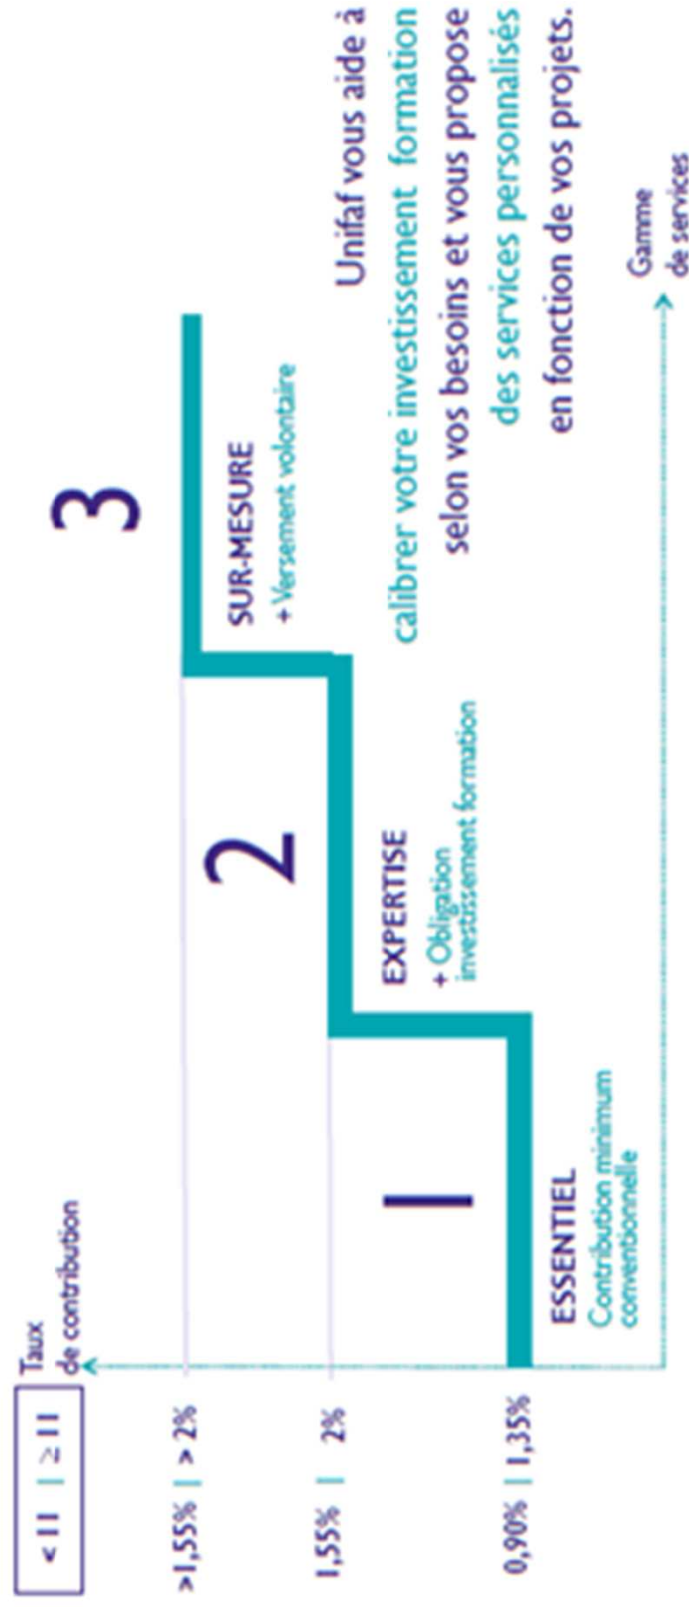 < 11 | ≥ 11
Taux
de contribution
>1,55% | > 2%
1,55% | 2%
0,90% | 1,35%
3
SUR-MESURE
+ Versement volontaire
2
EXPERTISE
+ Obligation
investissement formation
1
ESSENTIEL
Contribution minimum
conventionnelle
Unifaf vous aide à
calibrer votre investissement formation
selon vos besoins et vous propose
des services personnalisés
en fonction de vos projets.
Gamme
de services